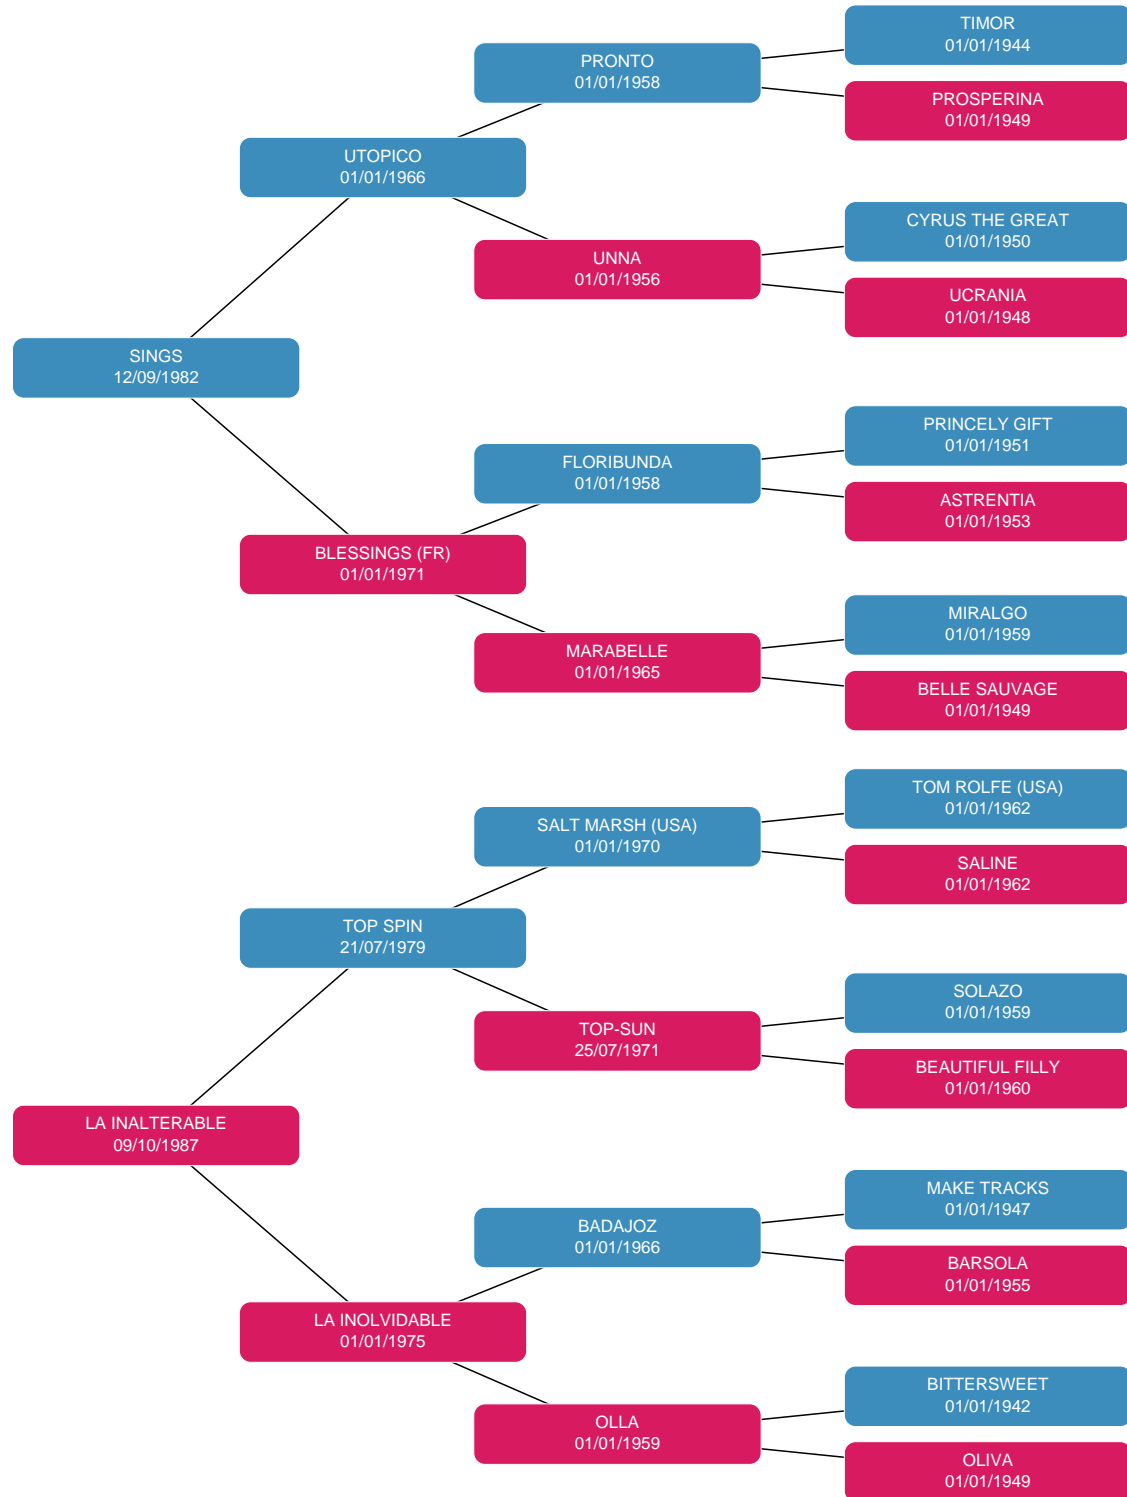 TIMOR
01/01/1944
PRONTO
01/01/1958
PROSPERINA
01/01/1949
UTOPICO
01/01/1966
CYRUS THE GREAT
01/01/1950
UNNA
01/01/1956
UCRANIA
01/01/1948
SINGS
12/09/1982
PRINCELY GIFT
01/01/1951
FLORIBUNDA
01/01/1958
ASTRENTIA
01/01/1953
BLESSINGS (FR)
01/01/1971
MIRALGO
01/01/1959
MARABELLE
01/01/1965
BELLE SAUVAGE
01/01/1949
TOM ROLFE (USA)
01/01/1962
SALT MARSH (USA)
01/01/1970
SALINE
01/01/1962
TOP SPIN
21/07/1979
SOLAZO
01/01/1959
TOP-SUN
25/07/1971
BEAUTIFUL FILLY
01/01/1960
LA INALTERABLE
09/10/1987
MAKE TRACKS
01/01/1947
BADAJOZ
01/01/1966
BARSOLA
01/01/1955
LA INOLVIDABLE
01/01/1975
BITTERSWEET
01/01/1942
OLLA
01/01/1959
OLIVA
01/01/1949